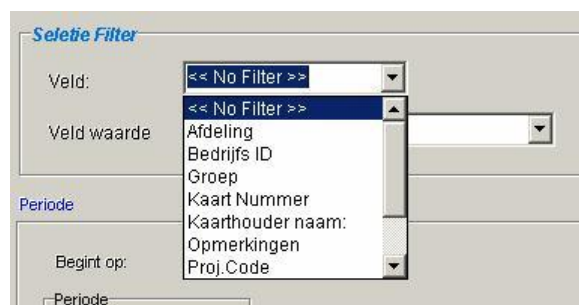 Seletie Filter
Veld: << No Filter >>
<< No Filter >>
Afdeling
Veld waarde
Bedrijfs ID
Groep
Kaart Nummer
Periode
Kaarthouder naam:
Opmerkingen
Begint op:
Proj.Code
Periode